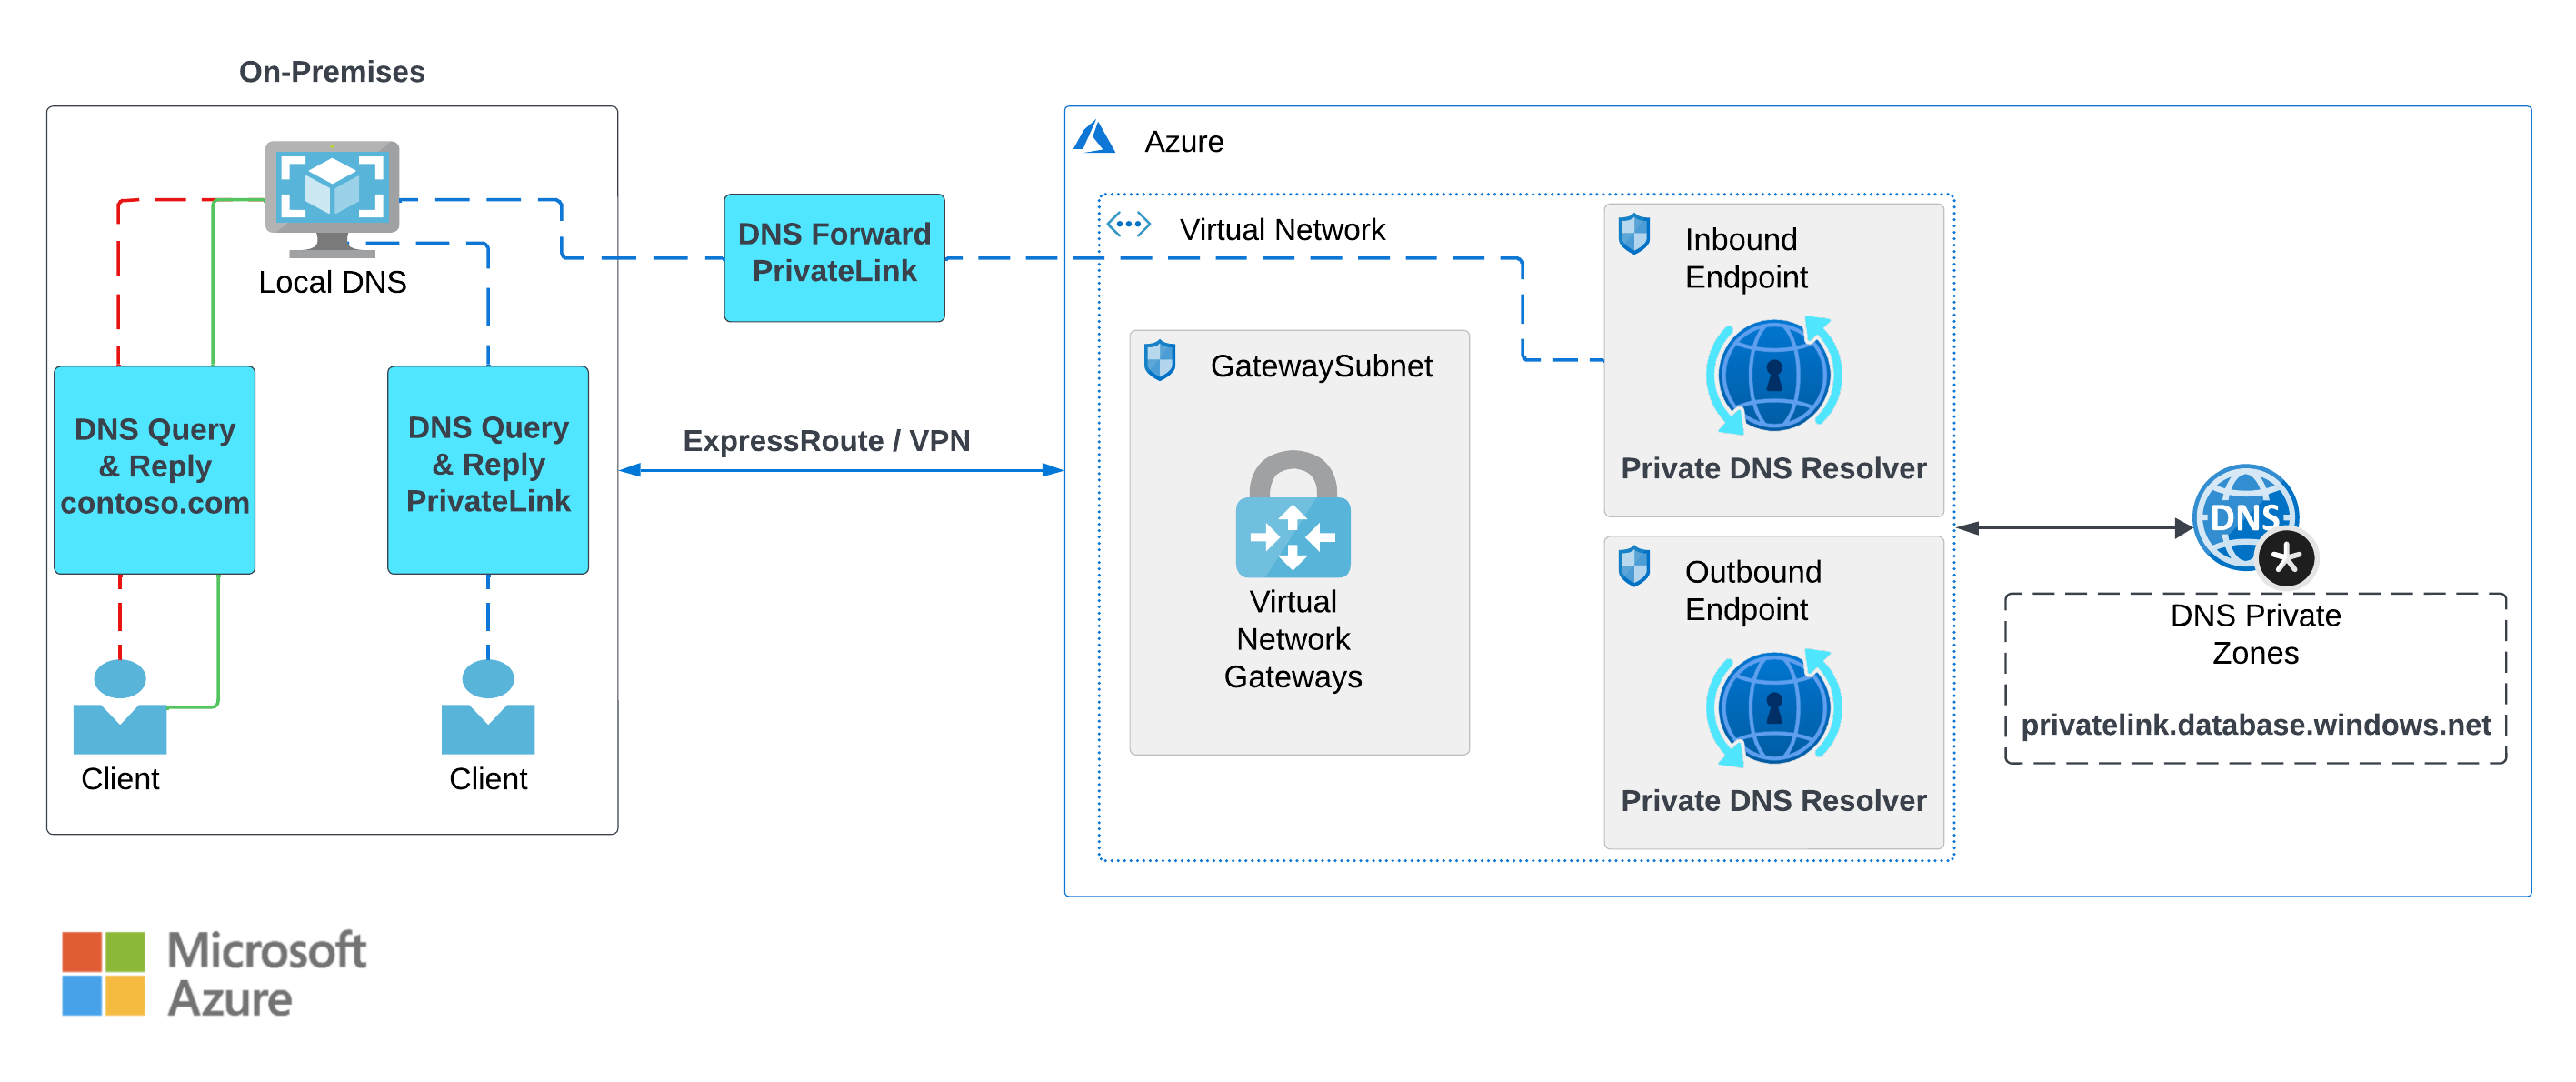 On-Premises
Local DNS
DNS Query
& Reply
contoso.com
DNS Query
& Reply
PrivateLink
Client
Client
DNS Forward
PrivateLink
ExpressRoute / VPN
Azure
Virtual Network
GatewaySubnet
Virtual
Network
Gateways
Inbound
Endpoint
Private DNS Resolver
Outbound
Endpoint
Private DNS Resolver
DNS
DNS Private
Zones
privatelink.database.windows.net
Microsoft
Azure